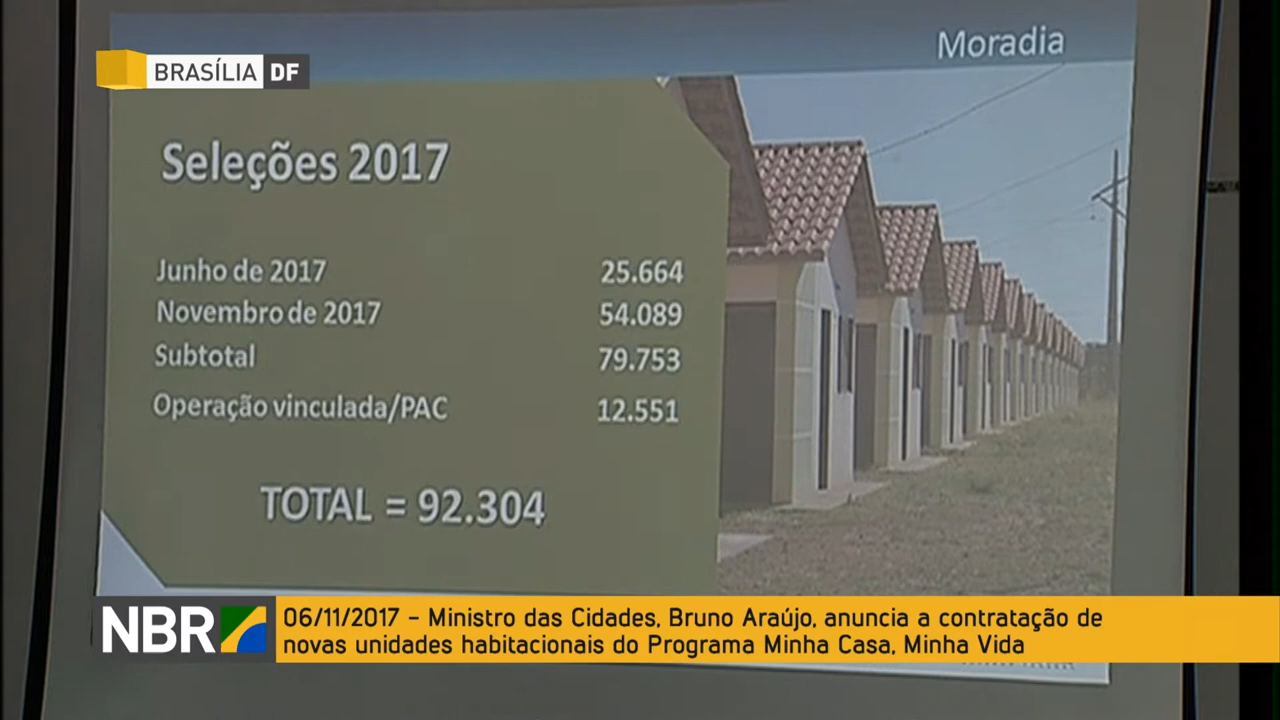 Moradia
BRASÍLIA DF
Seleções 2017
Junho de 2017 25.664
Novembro de 2017 54.089
Subtotal 79.753
Operação vinculada/PAC 12.551
TOTAL = 92.304
NBR
06/11/2017 – Ministro das Cidades, Bruno Araújo, anuncia a contratação de
novas unidades habitacionais do Programa Minha Casa, Minha Vida